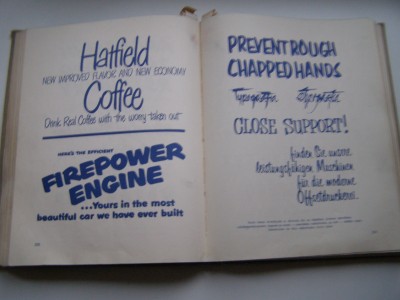 Hatfield
NEW IMPROVED FLAVOR AND NEW ECONOMY
Coffee
Drink Real Coffee with the worry taken out
HERE'S THE EFFICIENT
FIREPOWER
ENGINE
...Yours in the most
beautiful car we have ever built
PREVENT ROUGH
CHAPPED HANDS
CLOSE SUPPORT!
finden Sie unsere
leistungsfähigen Maschinen
für die moderne
Offsetdruckerei.